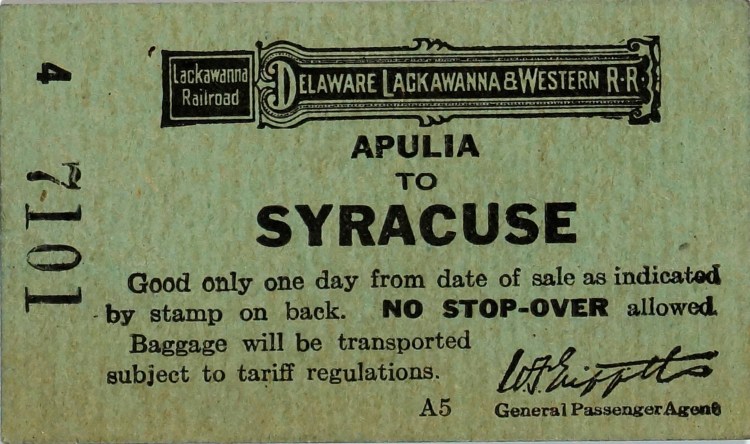 4
7101
Lackawanna
Railroad
DELAWARE LACKAWANNA & WESTERN R.R.
APULIA
TO
SYRACUSE
Good only one day from date of sale as indicated
by stamp on back. NO STOP-OVER allowed.
Baggage will be transported
subject to tariff regulations.
A5
General Passenger Agent